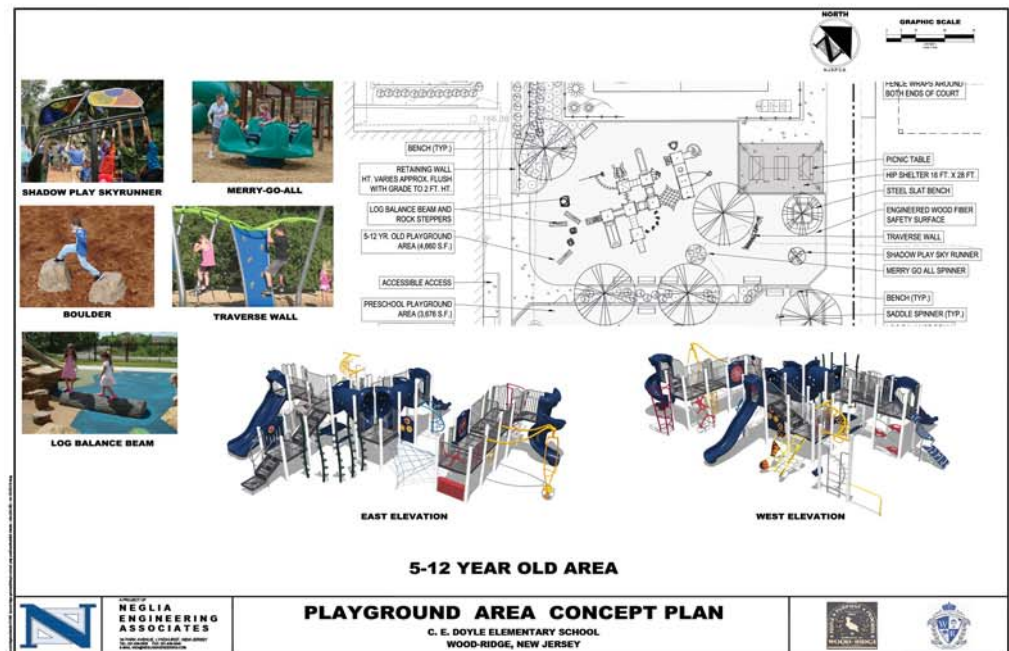 NORTH
GRAPHIC SCALE
SHADOW PLAY SKYRUNNER
MERRY-GO-ALL
BOULDER
TRAVERSE WALL
LOG BALANCE BEAM
BENCH (TYP.)
RETAINING WALL
HT. VARIES APPROX. FLUSH
WITH GRADE TO 2 FT. HT.
LOG BALANCE BEAM AND
ROCK STEPPERS
5-12 YR. OLD PLAYGROUND
AREA (4,660 S.F.)
ACCESSIBLE ACCESS
PRESCHOOL PLAYGROUND
AREA (3,676 S.F.)
FENCE WRAPS AROUND
BOTH ENDS OF COURT
PICNIC TABLE
HIP SHELTER 16 FT. X 28 FT.
STEEL SLAT BENCH
ENGINEERED WOOD FIBER
SAFETY SURFACE
TRAVERSE WALL
SHADOW PLAY SKY RUNNER
MERRY GO ALL SPINNER
BENCH (TYP.)
SADDLE SPINNER (TYP.)
EAST ELEVATION
WEST ELEVATION
5-12 YEAR OLD AREA
N
A PROJECT OF
NEGLIA
ENGINEERING
ASSOCIATES
PLAYGROUND AREA CONCEPT PLAN
C. E. DOYLE ELEMENTARY SCHOOL
WOOD-RIDGE, NEW JERSEY
WOOD-RIDGE